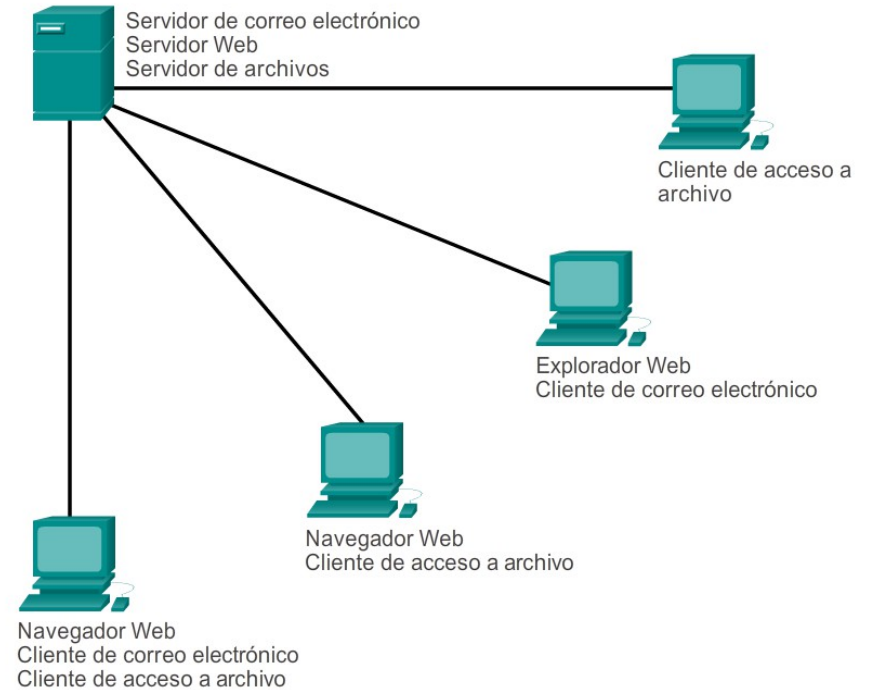 Servidor de correo electrónico
Servidor Web
Servidor de archivos
Cliente de acceso a
archivo
Explorador Web
Cliente de correo electrónico
Navegador Web
Cliente de acceso a archivo
Navegador Web
Cliente de correo electrónico
Cliente de acceso a archivo